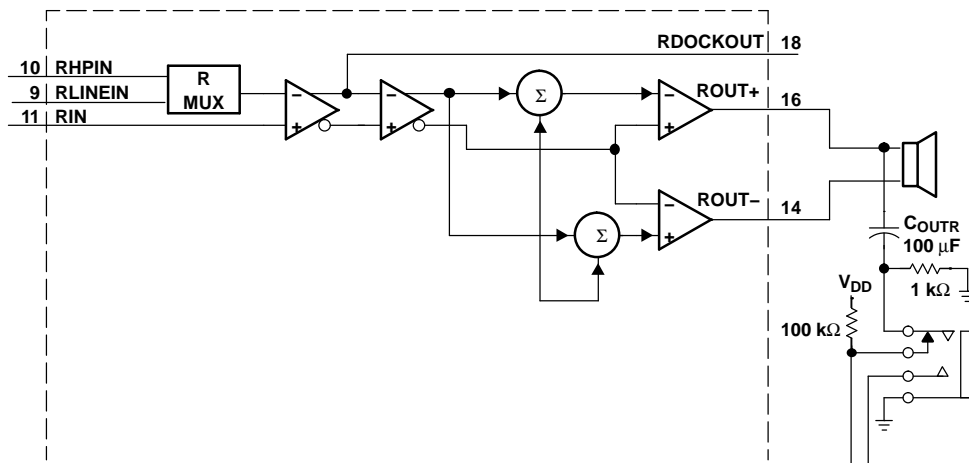 RDOCKOUT 18
10 RHPIN
R
MUX
9 RLINEIN
11 RIN
− + − +
Σ
− +
ROUT+ 16
− +
ROUT− 14
Σ
COUTR
100 μF
1 kΩ
VDD
100 kΩ